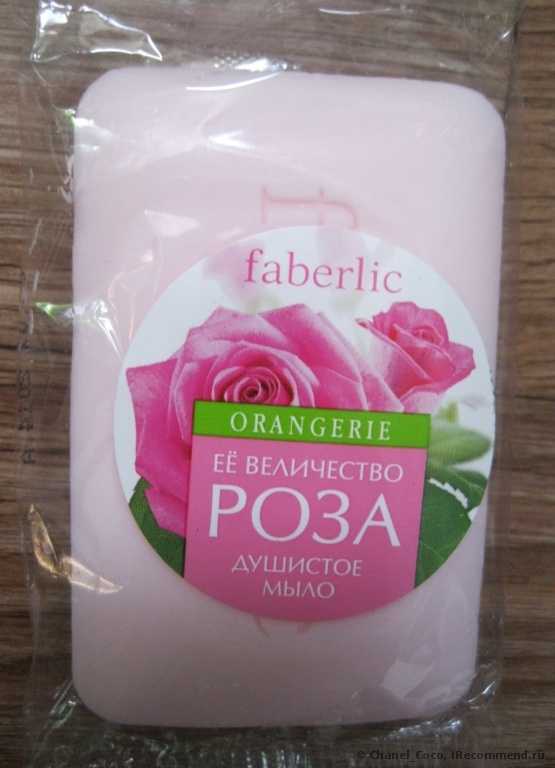 faberlic
ORANGERIE
ЕЁ ВЕЛИЧЕСТВО
РОЗА
ДУШИСТОЕ
МЫЛО
© Chanel_Coco, IRecommend.ru